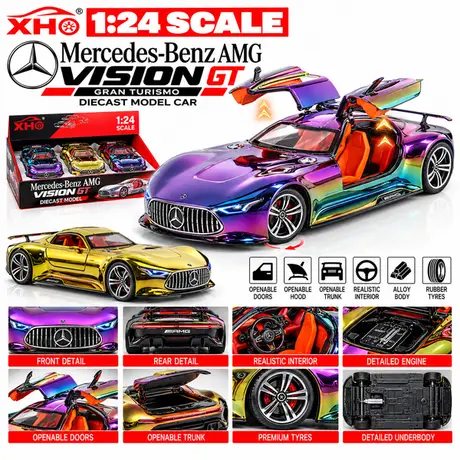 XHO®
1:24 SCALE
Mercedes-Benz AMG
VISION GT
GRAN TURISMO
DIECAST MODEL CAR
XHO
1:24
SCALE
Mercedes-Benz AMG
VISION GT
DIECAST MODEL
OPENABLE
DOORS
OPENABLE
HOOD
OPENABLE
TRUNK
REALISTIC
INTERIOR
ALLOY
BODY
RUBBER
TYRES
AMG
FRONT DETAIL
REAR DETAIL
REALISTIC INTERIOR
DETAILED ENGINE
OPENABLE DOORS
OPENABLE TRUNK
PREMIUM TYRES
DETAILED UNDERBODY